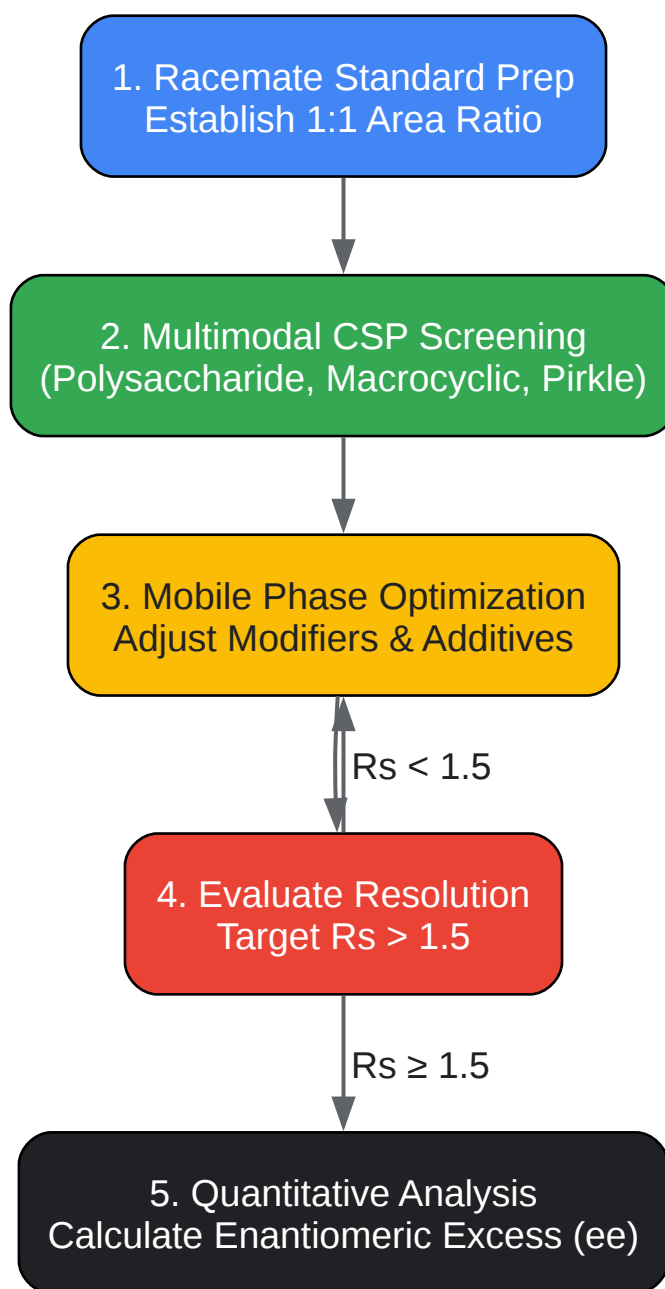 1. Racemate Standard Prep
Establish 1:1 Area Ratio
2. Multimodal CSP Screening
(Polysaccharide, Macrocyclic, Pirkle)
3. Mobile Phase Optimization
Adjust Modifiers & Additives
Rs < 1.5
4. Evaluate Resolution
Target Rs > 1.5
Rs ≥ 1.5
5. Quantitative Analysis
Calculate Enantiomeric Excess (ee)